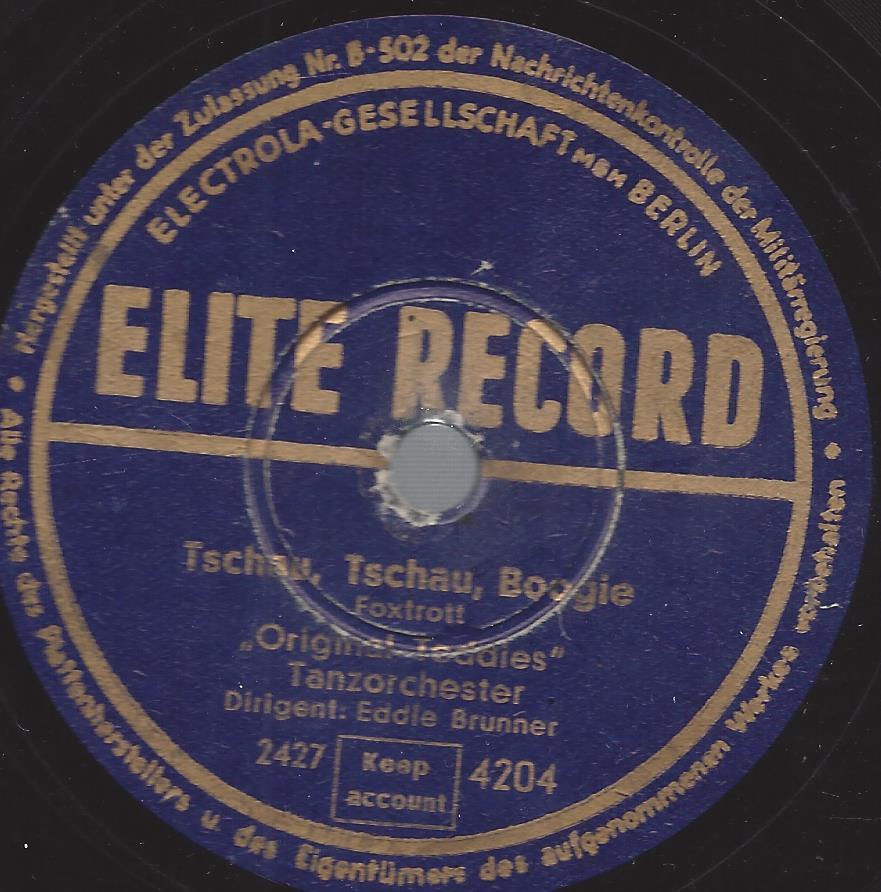 Hergestellt unter der Zulassung Nr. B-502 der Nachrichtenkontrolle der Militärregierung
ELECTROLA-GESELLSCHAFT MBH BERLIN
ELITE RECORD
Tschau, Tschau, Boogie
Foxtrott
„Original Teddies“
Tanzorchester
Dirigent: Eddie Brunner
2427
Keep
account
4204
Alle Rechte des Plattenherstellers u. des Eigentümers des aufgenommenen Werkes vorbehalten